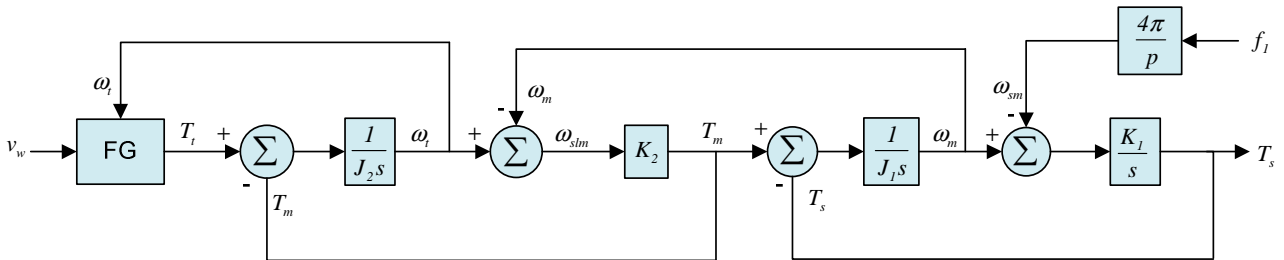 4π
p
f₁
ω_t
ω_m
ω_sm
-
-
v_w
FG
T_t
+
-
Σ
1
J₂s
ω_t
+
Σ
ω_slm
K₂
T_m
+
-
Σ
1
J₁s
ω_m
+
Σ
K₁
s
T_s
T_m
T_s